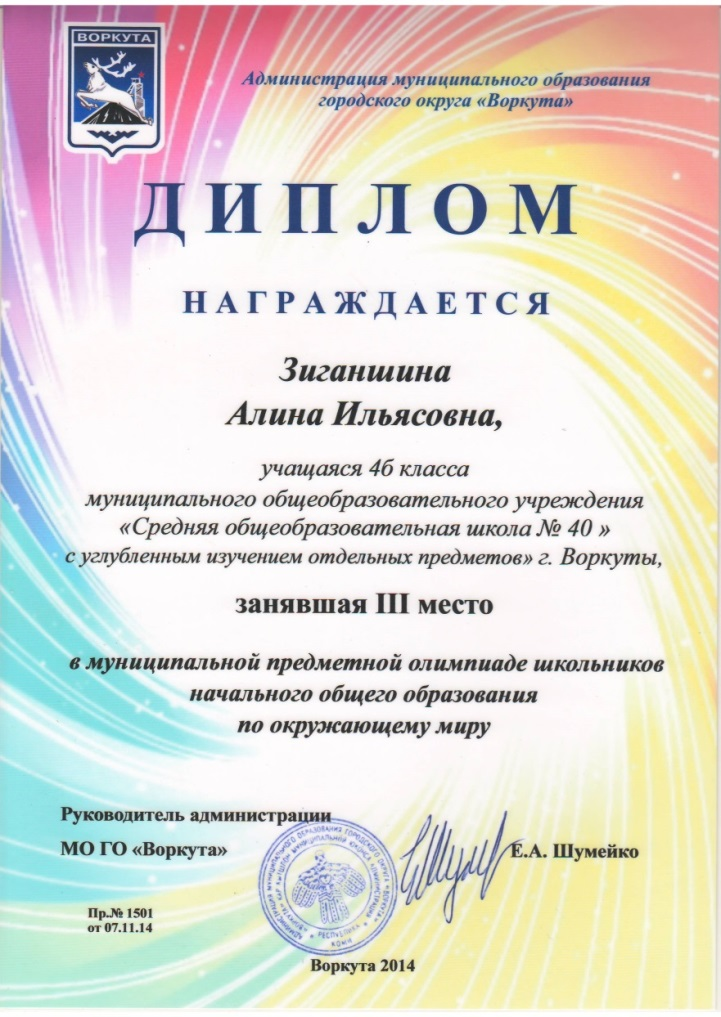 ВОРКУТА
Администрация муниципального образования
городского округа «Воркута»
ДИПЛОМ
НАГРАЖДАЕТСЯ
Зиганшина
Алина Ильясовна,
учащаяся 4б класса
муниципального общеобразовательного учреждения
«Средняя общеобразовательная школа № 40 »
с углубленным изучением отдельных предметов» г. Воркуты,
занявшая III место
в муниципальной предметной олимпиаде школьников
начального общего образования
по окружающему миру
Руководитель администрации
МО ГО «Воркута»
Е.А. Шумейко
Пр.№ 1501
от 07.11.14
Воркута 2014